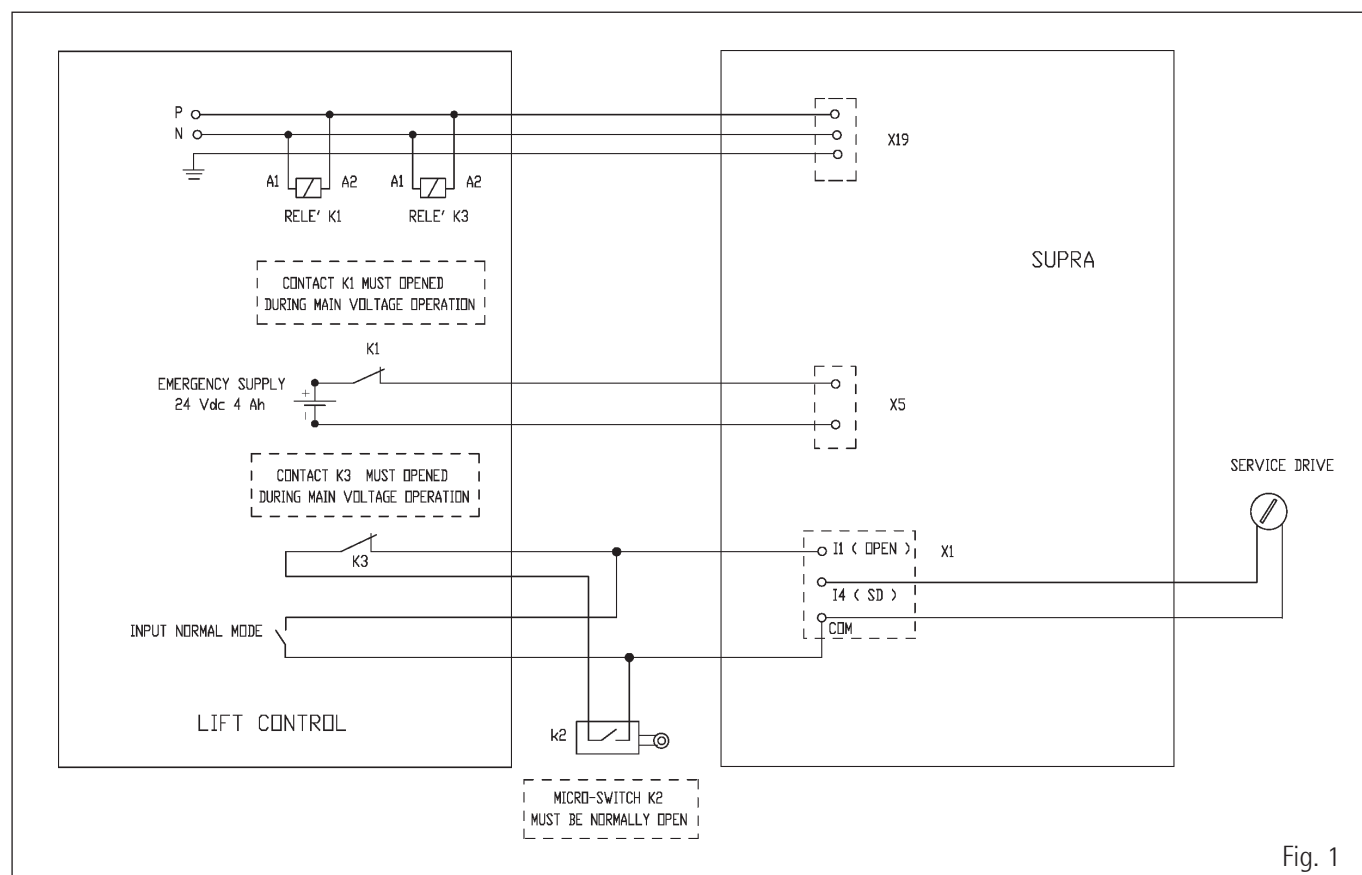 P
N
X19
A1 A2 A1 A2
RELE' K1 RELE' K3
SUPRA
CONTACT K1 MUST OPENED
DURING MAIN VOLTAGE OPERATION
K1
EMERGENCY SUPPLY
24 Vdc 4 Ah
+
-
X5
CONTACT K3 MUST OPENED
DURING MAIN VOLTAGE OPERATION
SERVICE DRIVE
K3
I1 ( OPEN )
X1
I4 ( SD )
COM
INPUT NORMAL MODE
LIFT CONTROL
k2
MICRO-SWITCH K2
MUST BE NORMALLY OPEN
Fig. 1